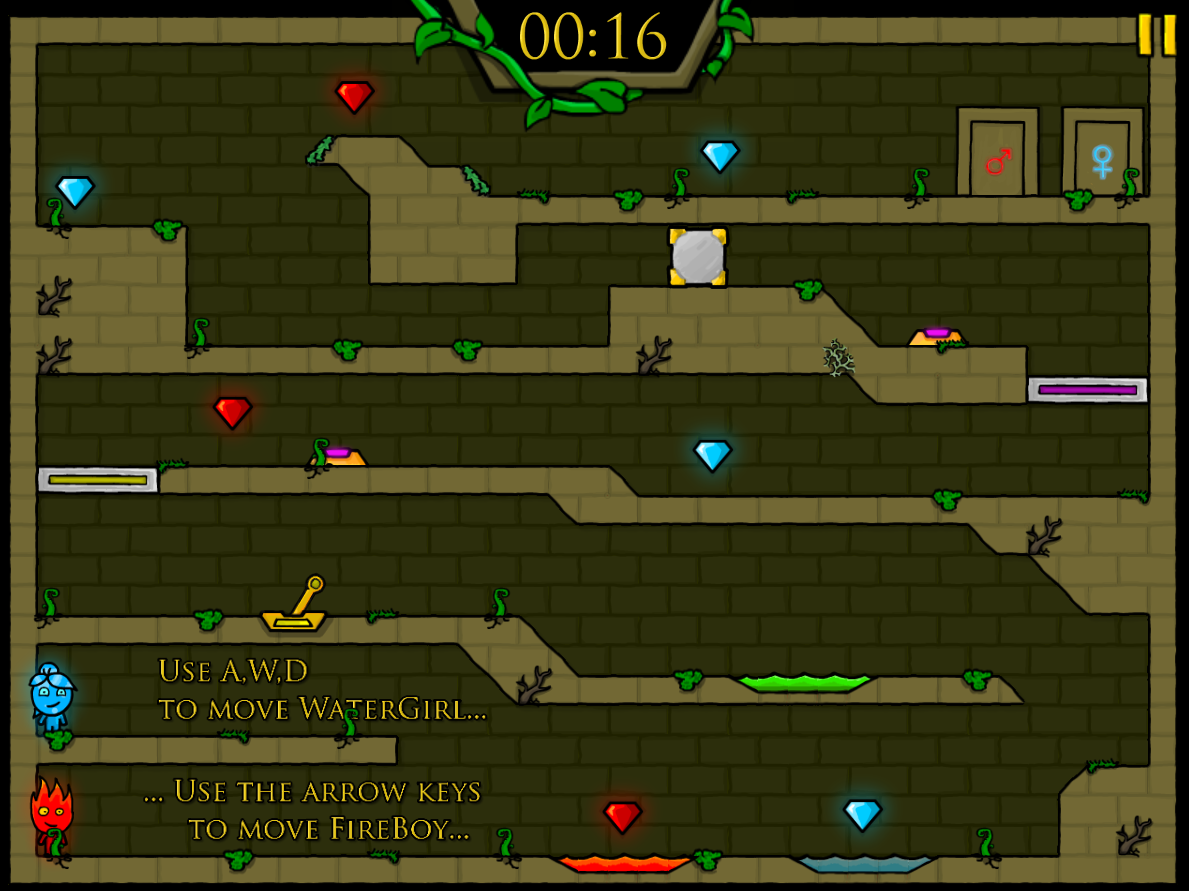 00:16
♂ ♀
Use A,W,D
to move WaterGirl...
... Use the arrow keys
to move FireBoy...